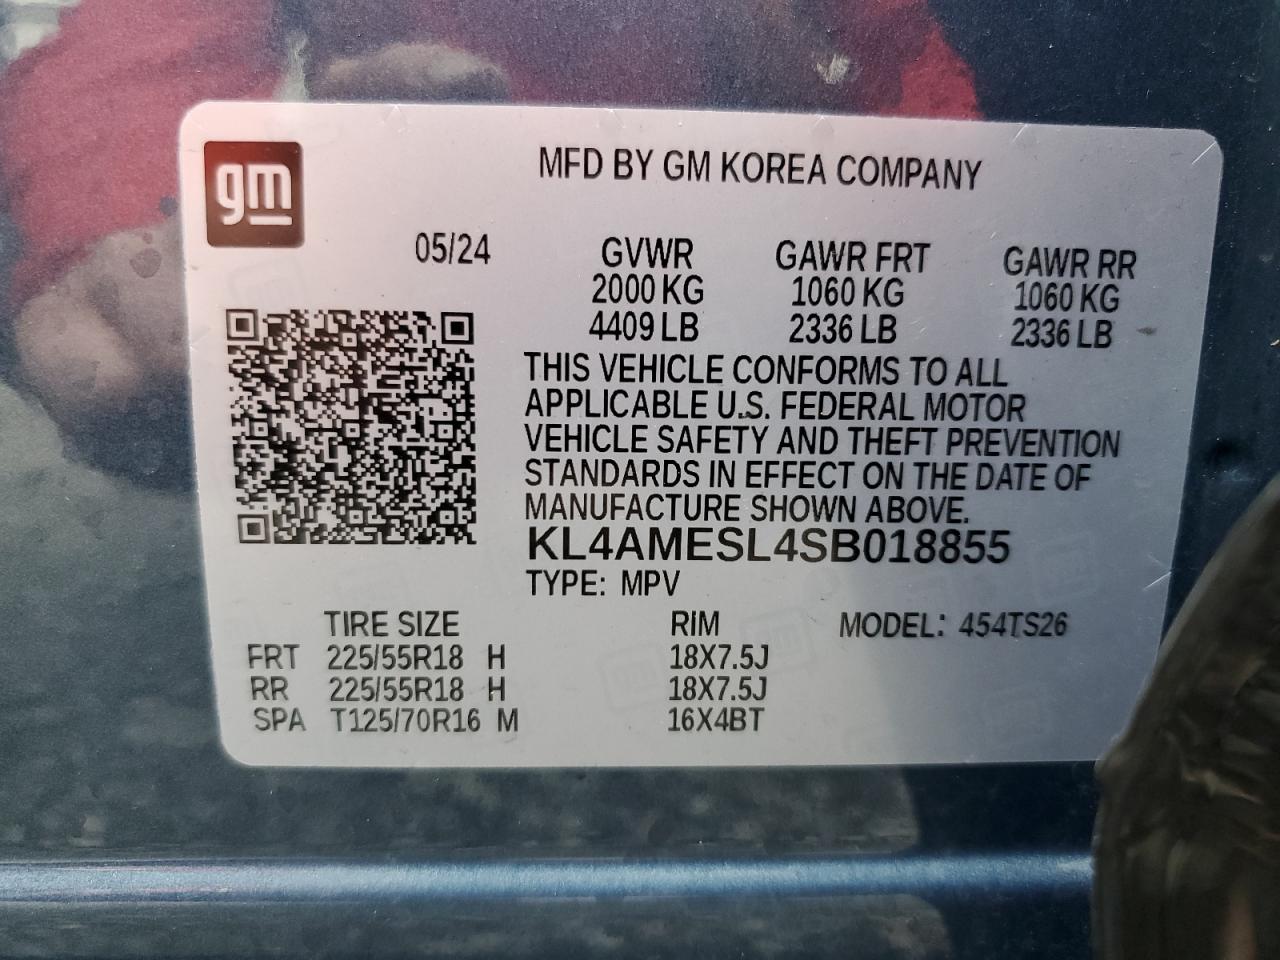 gm
MFD BY GM KOREA COMPANY
05/24
GVWR GAWR FRT GAWR RR
2000 KG 1060 KG 1060 KG
4409 LB 2336 LB 2336 LB
THIS VEHICLE CONFORMS TO ALL
APPLICABLE U.S. FEDERAL MOTOR
VEHICLE SAFETY AND THEFT PREVENTION
STANDARDS IN EFFECT ON THE DATE OF
MANUFACTURE SHOWN ABOVE.
KL4AMESL4SB018855
TYPE: MPV
TIRE SIZE RIM MODEL: 454TS26
FRT 225/55R18 H 18X7.5J
RR 225/55R18 H 18X7.5J
SPA T125/70R16 M 16X4BT